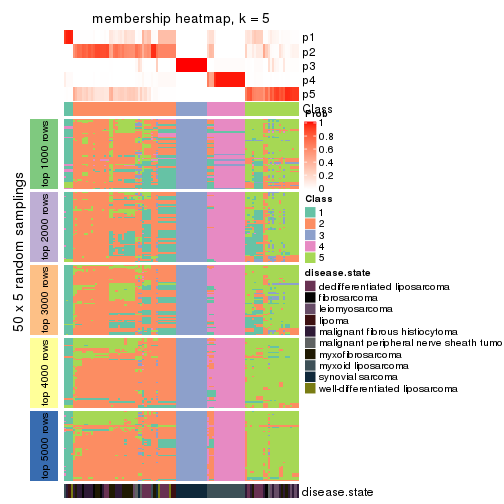 membership heatmap, k = 5
p1
p2
p3
p4
p5
Class
Prob
1
0.8
0.6
0.4
0.2
0
Class
1
2
3
4
5
disease.state
dedifferentiated liposarcoma
fibrosarcoma
leiomyosarcoma
lipoma
malignant fibrous histiocytoma
malignant peripheral nerve sheath tumo
myxofibrosarcoma
myxoid liposarcoma
synovial sarcoma
well-differentiated liposarcoma
50 x 5 random samplings
top 1000 rows
top 2000 rows
top 3000 rows
top 4000 rows
top 5000 rows
disease.state